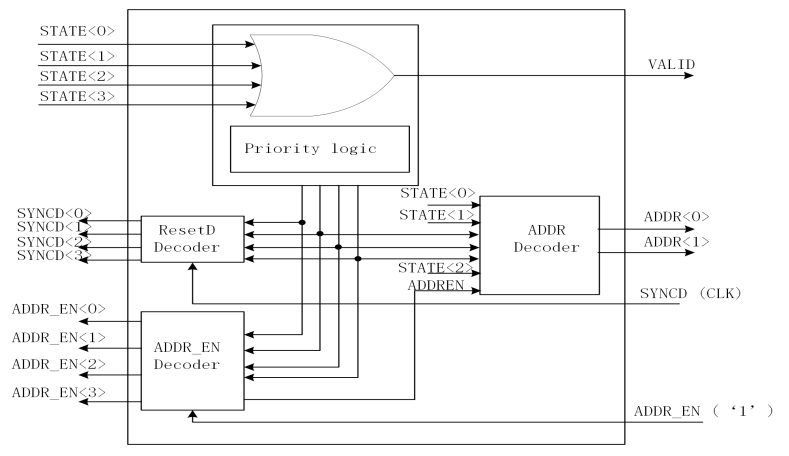 STATE<0>
STATE<1>
STATE<2>
STATE<3>
VALID
Priority logic
STATE<0>
STATE<1>
SYNCD<0>
SYNCD<1>
SYNCD<2>
SYNCD<3>
ResetD
Decoder
ADDR
Decoder
ADDR<0>
ADDR<1>
STATE<2>
ADDREN
SYNCD (CLK)
ADDR_EN<0>
ADDR_EN<1>
ADDR_EN<2>
ADDR_EN<3>
ADDR_EN
Decoder
ADDR_EN ( ‘1’ )